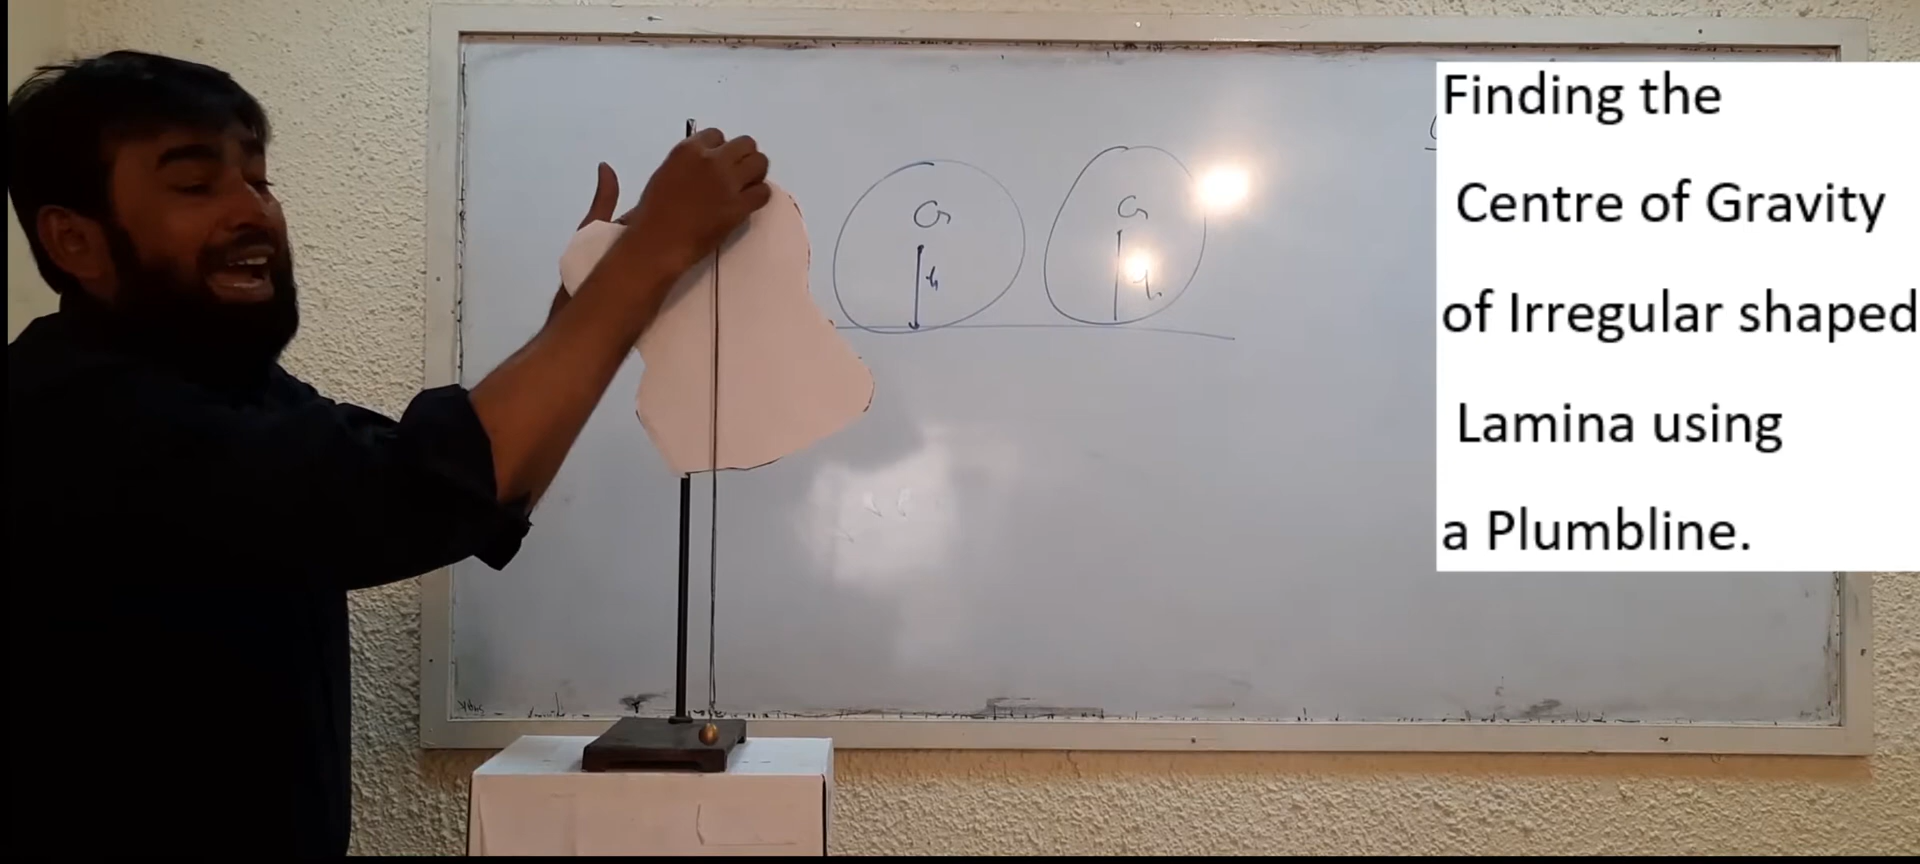 Finding the
Centre of Gravity
of Irregular shaped
Lamina using
a Plumbline.
G
G
h